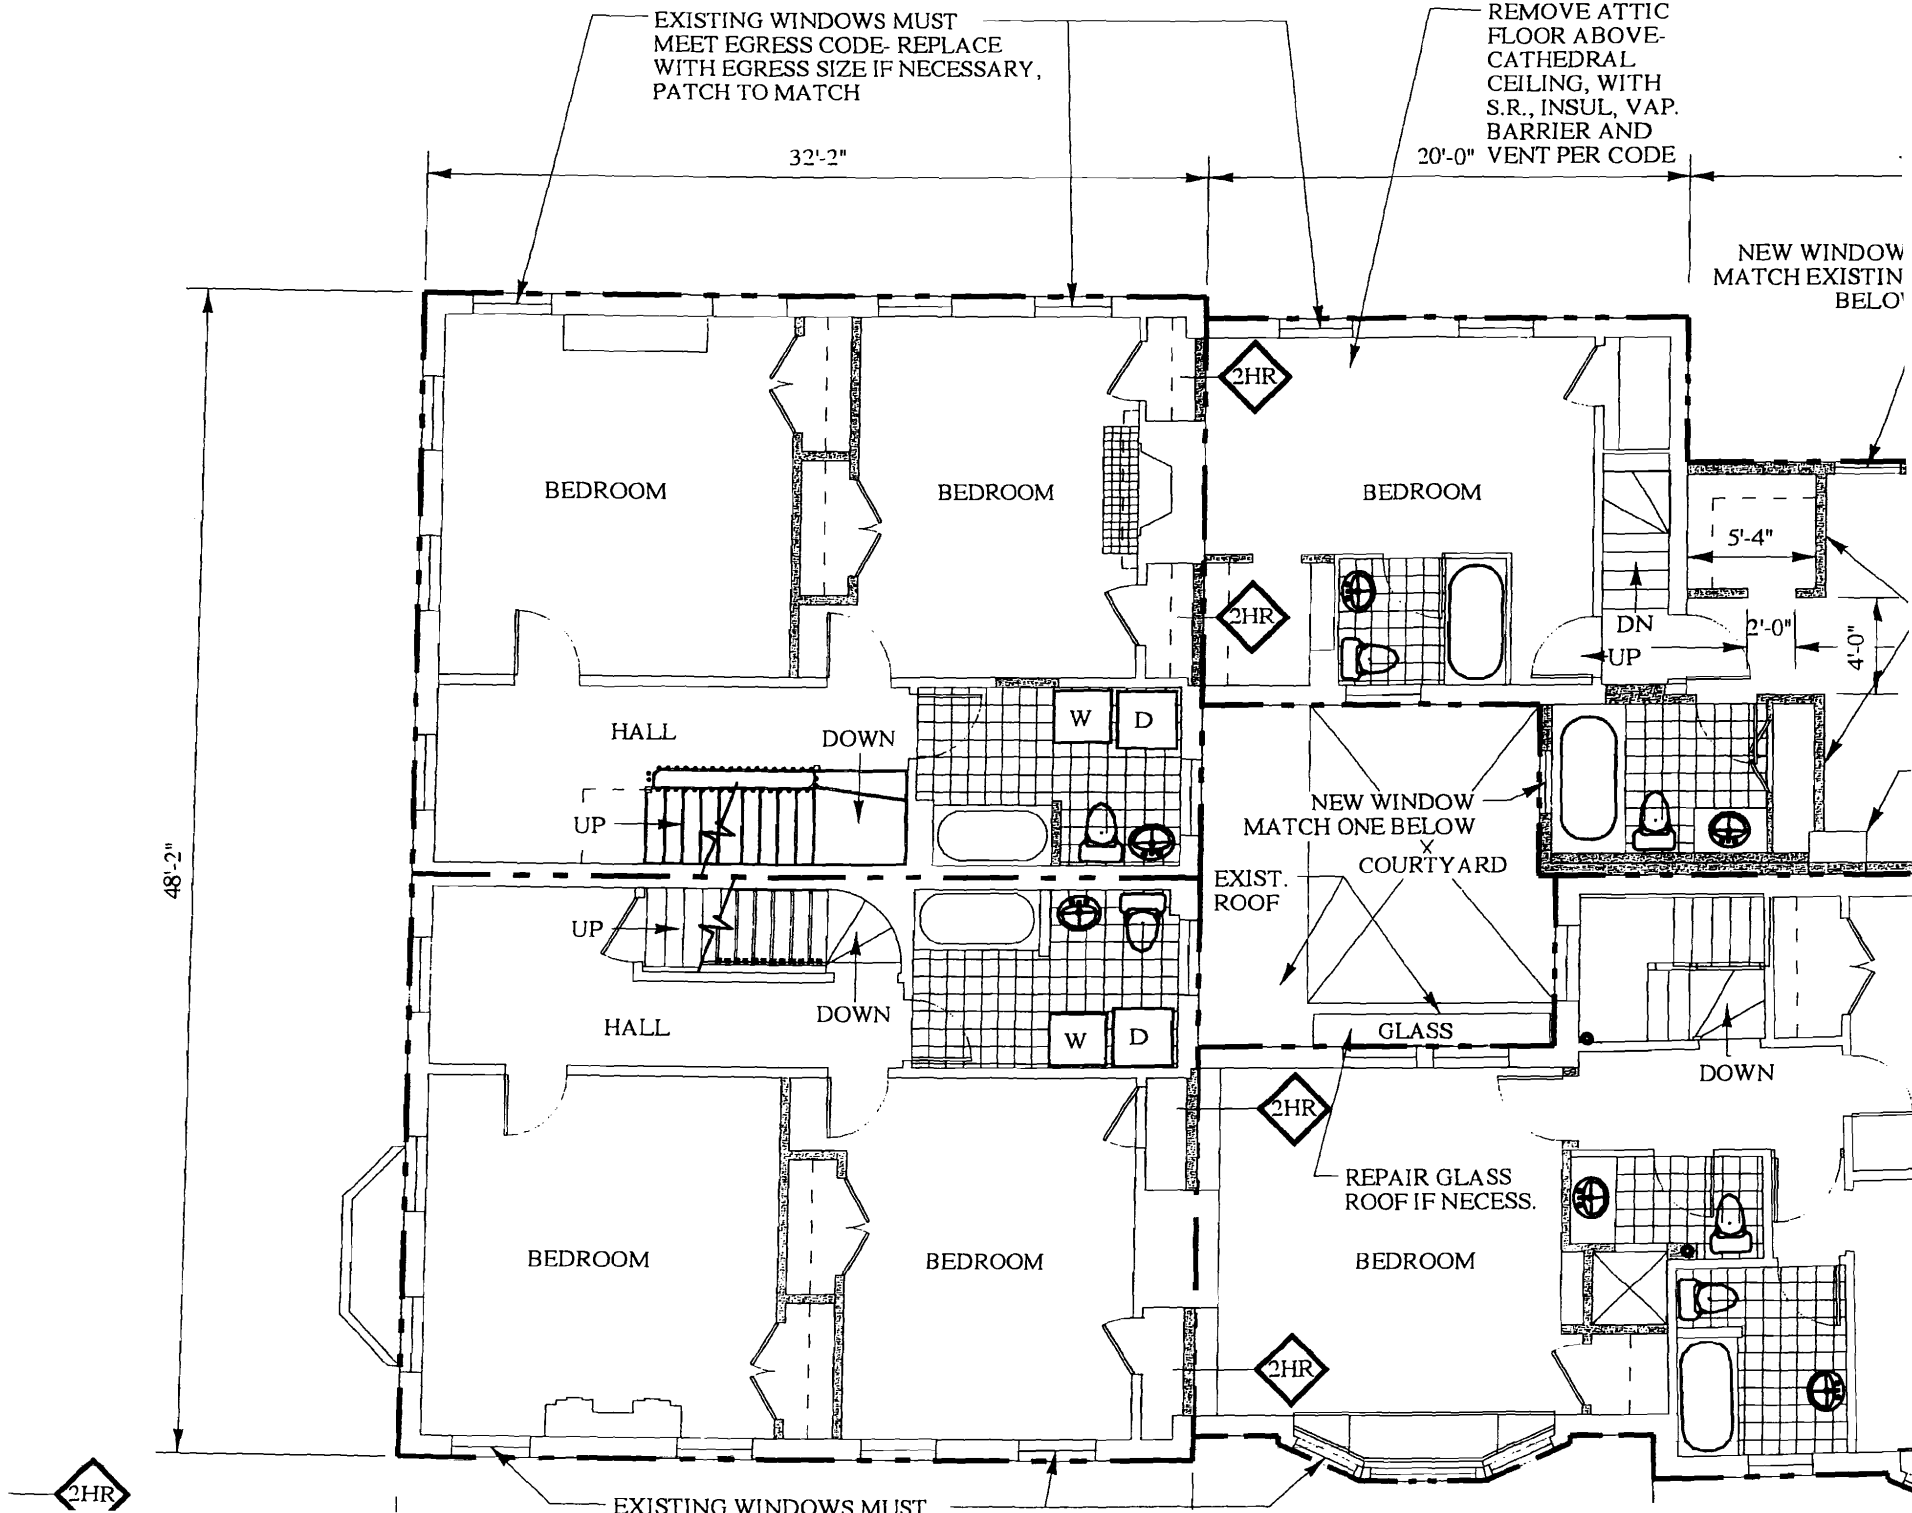 EXISTING WINDOWS MUST
MEET EGRESS CODE- REPLACE
WITH EGRESS SIZE IF NECESSARY,
PATCH TO MATCH
REMOVE ATTIC
FLOOR ABOVE-
CATHEDRAL
CEILING, WITH
S.R., INSUL, VAP.
BARRIER AND
VENT PER CODE
32'-2"
20'-0"
NEW WINDOW
MATCH EXISTIN
BELO
2HR
BEDROOM
BEDROOM
BEDROOM
5'-4"
2HR
DN
UP
2'-0"
4'-0"
HALL
DOWN
W
D
UP
NEW WINDOW
MATCH ONE BELOW
X
COURTYARD
48'-2"
EXIST.
ROOF
UP
DOWN
HALL
W
D
GLASS
DOWN
2HR
REPAIR GLASS
ROOF IF NECESS.
BEDROOM
BEDROOM
BEDROOM
2HR
2HR
EXISTING WINDOWS MUST